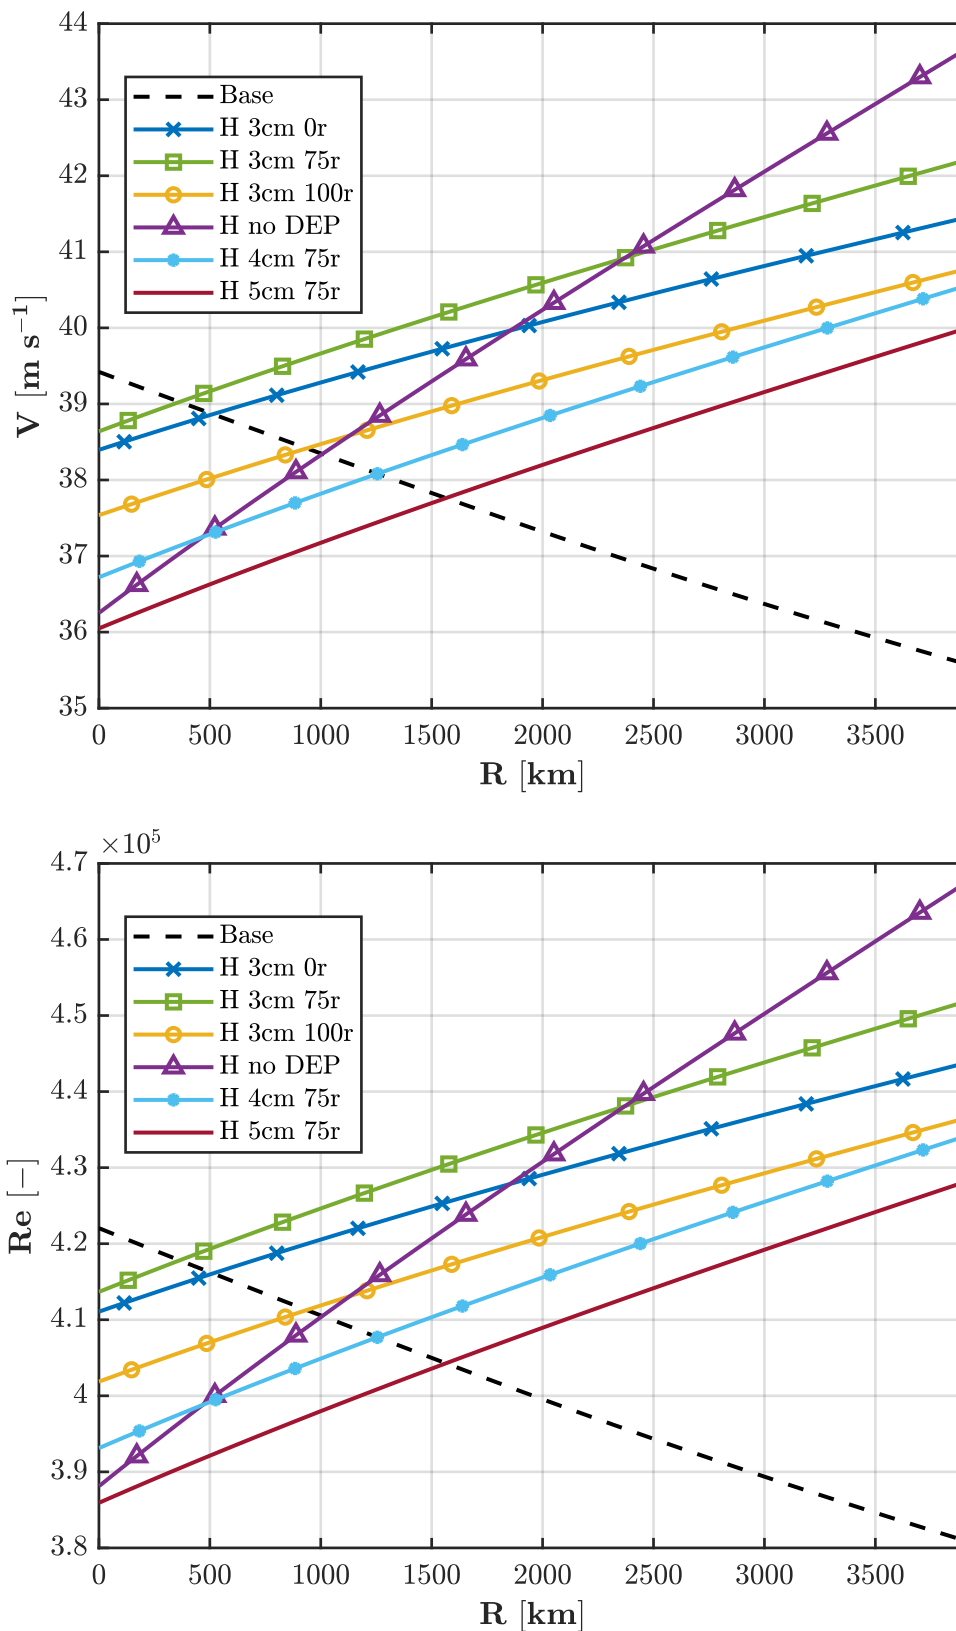 44
43
42
41
40
39
38
37
36
35
V [m s⁻¹]
Base
H 3cm 0r
H 3cm 75r
H 3cm 100r
H no DEP
H 4cm 75r
H 5cm 75r
0 500 1000 1500 2000 2500 3000 3500
R [km]
×10⁵
4.7
4.6
4.5
4.4
4.3
4.2
4.1
4
3.9
3.8
Re [−]
Base
H 3cm 0r
H 3cm 75r
H 3cm 100r
H no DEP
H 4cm 75r
H 5cm 75r
0 500 1000 1500 2000 2500 3000 3500
R [km]